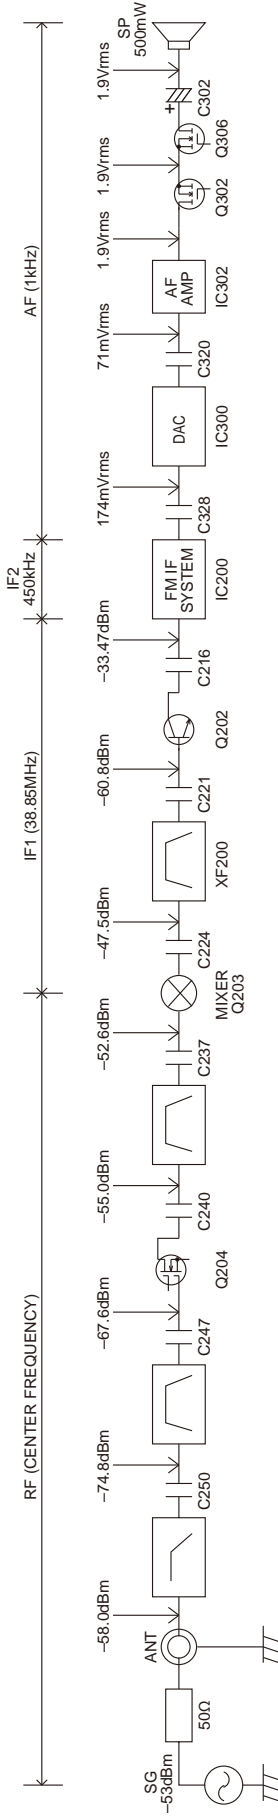 RF (CENTER FREQUENCY)
IF1 (38.85MHz)
IF2
450kHz
AF (1kHz)
SG
–53dBm
50Ω
ANT
–58.0dBm
–74.8dBm
C250
–67.6dBm
C247
Q204
–55.0dBm
C240
–52.6dBm
C237
MIXER
Q203
–47.5dBm
C224
XF200
–60.8dBm
C221
Q202
–33.47dBm
C216
FM IF
SYSTEM
IC200
174mVrms
C328
DAC
IC300
71mVrms
C320
AF
AMP
IC302
1.9Vrms
Q302
1.9Vrms
Q306
+
C302
1.9Vrms
SP
500mW